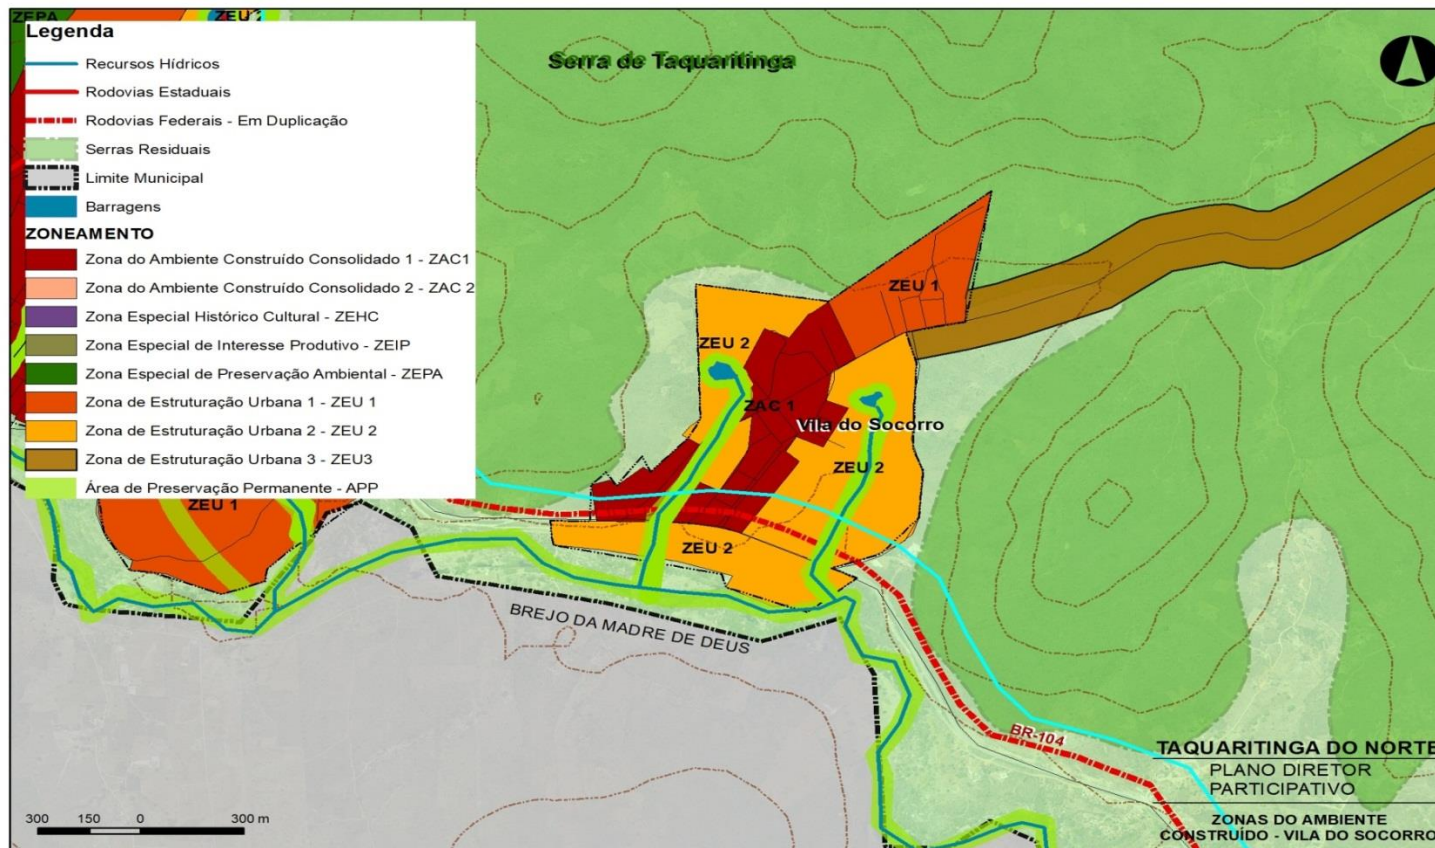 ZEPA
ZEU 2
Legenda
Recursos Hídricos
Rodovias Estaduais
Rodovias Federais - Em Duplicação
Serras Residuais
Limite Municipal
Barragens
ZONEAMENTO
Zona do Ambiente Construído Consolidado 1 - ZAC1
Zona do Ambiente Construído Consolidado 2 - ZAC 2
Zona Especial Histórico Cultural - ZEHC
Zona Especial de Interesse Produtivo - ZEIP
Zona Especial de Preservação Ambiental - ZEPA
Zona de Estruturação Urbana 1 - ZEU 1
Zona de Estruturação Urbana 2 - ZEU 2
Zona de Estruturação Urbana 3 - ZEU3
Área de Preservação Permanente - APP
Serra de Taquaritinga
ZEU 1
ZEU 2
ZAC 1
Vila do Socorro
ZEU 2
ZEU 1
ZEU 2
BREJO DA MADRE DE DEUS
BR-104
TAQUARITINGA DO NORTE
PLANO DIRETOR
PARTICIPATIVO
ZONAS DO AMBIENTE
CONSTRUÍDO - VILA DO SOCORRO
300 150 0 300 m